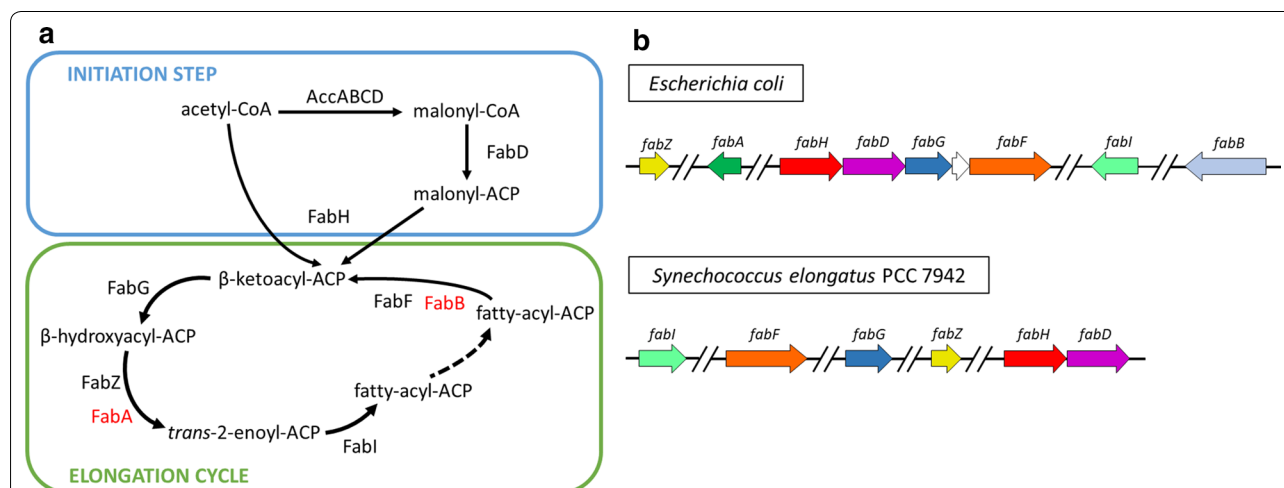 a
INITIATION STEP
acetyl-CoA
AccABCD
malonyl-CoA
FabD
malonyl-ACP
FabH
β-ketoacyl-ACP
FabG
FabF FabB
fatty-acyl-ACP
β-hydroxyacyl-ACP
FabZ
FabA
fatty-acyl-ACP
trans-2-enoyl-ACP
FabI
ELONGATION CYCLE
b
Escherichia coli
fabZ fabA fabH fabD fabG fabF fabI fabB
Synechococcus elongatus PCC 7942
fabI fabF fabG fabZ fabH fabD